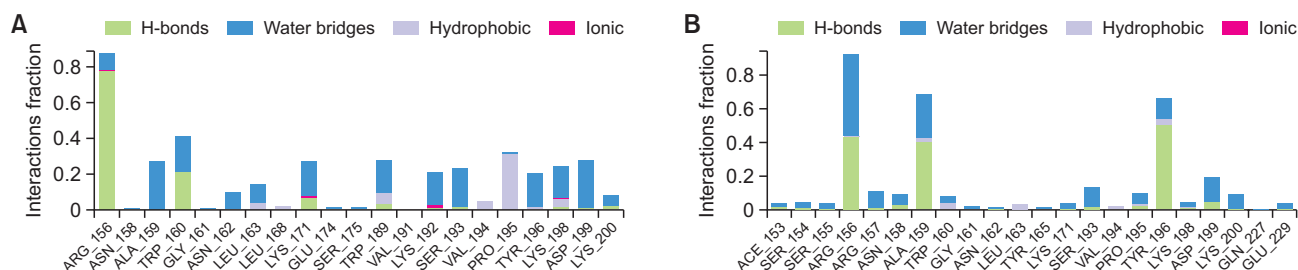 A
H-bonds Water bridges Hydrophobic Ionic
Interactions fraction
0.8
0.6
0.4
0.2
0
ARG_156
ASN_158
ALA_159
TRP_160
GLY_161
ASN_162
LEU_163
LEU_168
LYS_171
GLU_174
SER_175
TRP_189
VAL_191
LYS_192
SER_193
VAL_194
PRO_195
TYR_196
LYS_198
ASP_199
LYS_200
B
H-bonds Water bridges Hydrophobic Ionic
Interactions fraction
0.8
0.6
0.4
0.2
0
ACE_153
SER_154
SER_155
ARG_156
ARG_157
ASN_158
ALA_159
TRP_160
GLY_161
ASN_162
LEU_163
TYR_165
LYS_171
SER_193
VAL_194
PRO_195
TYR_196
LYS_198
ASP_199
LYS_200
GLN_227
GLU_229